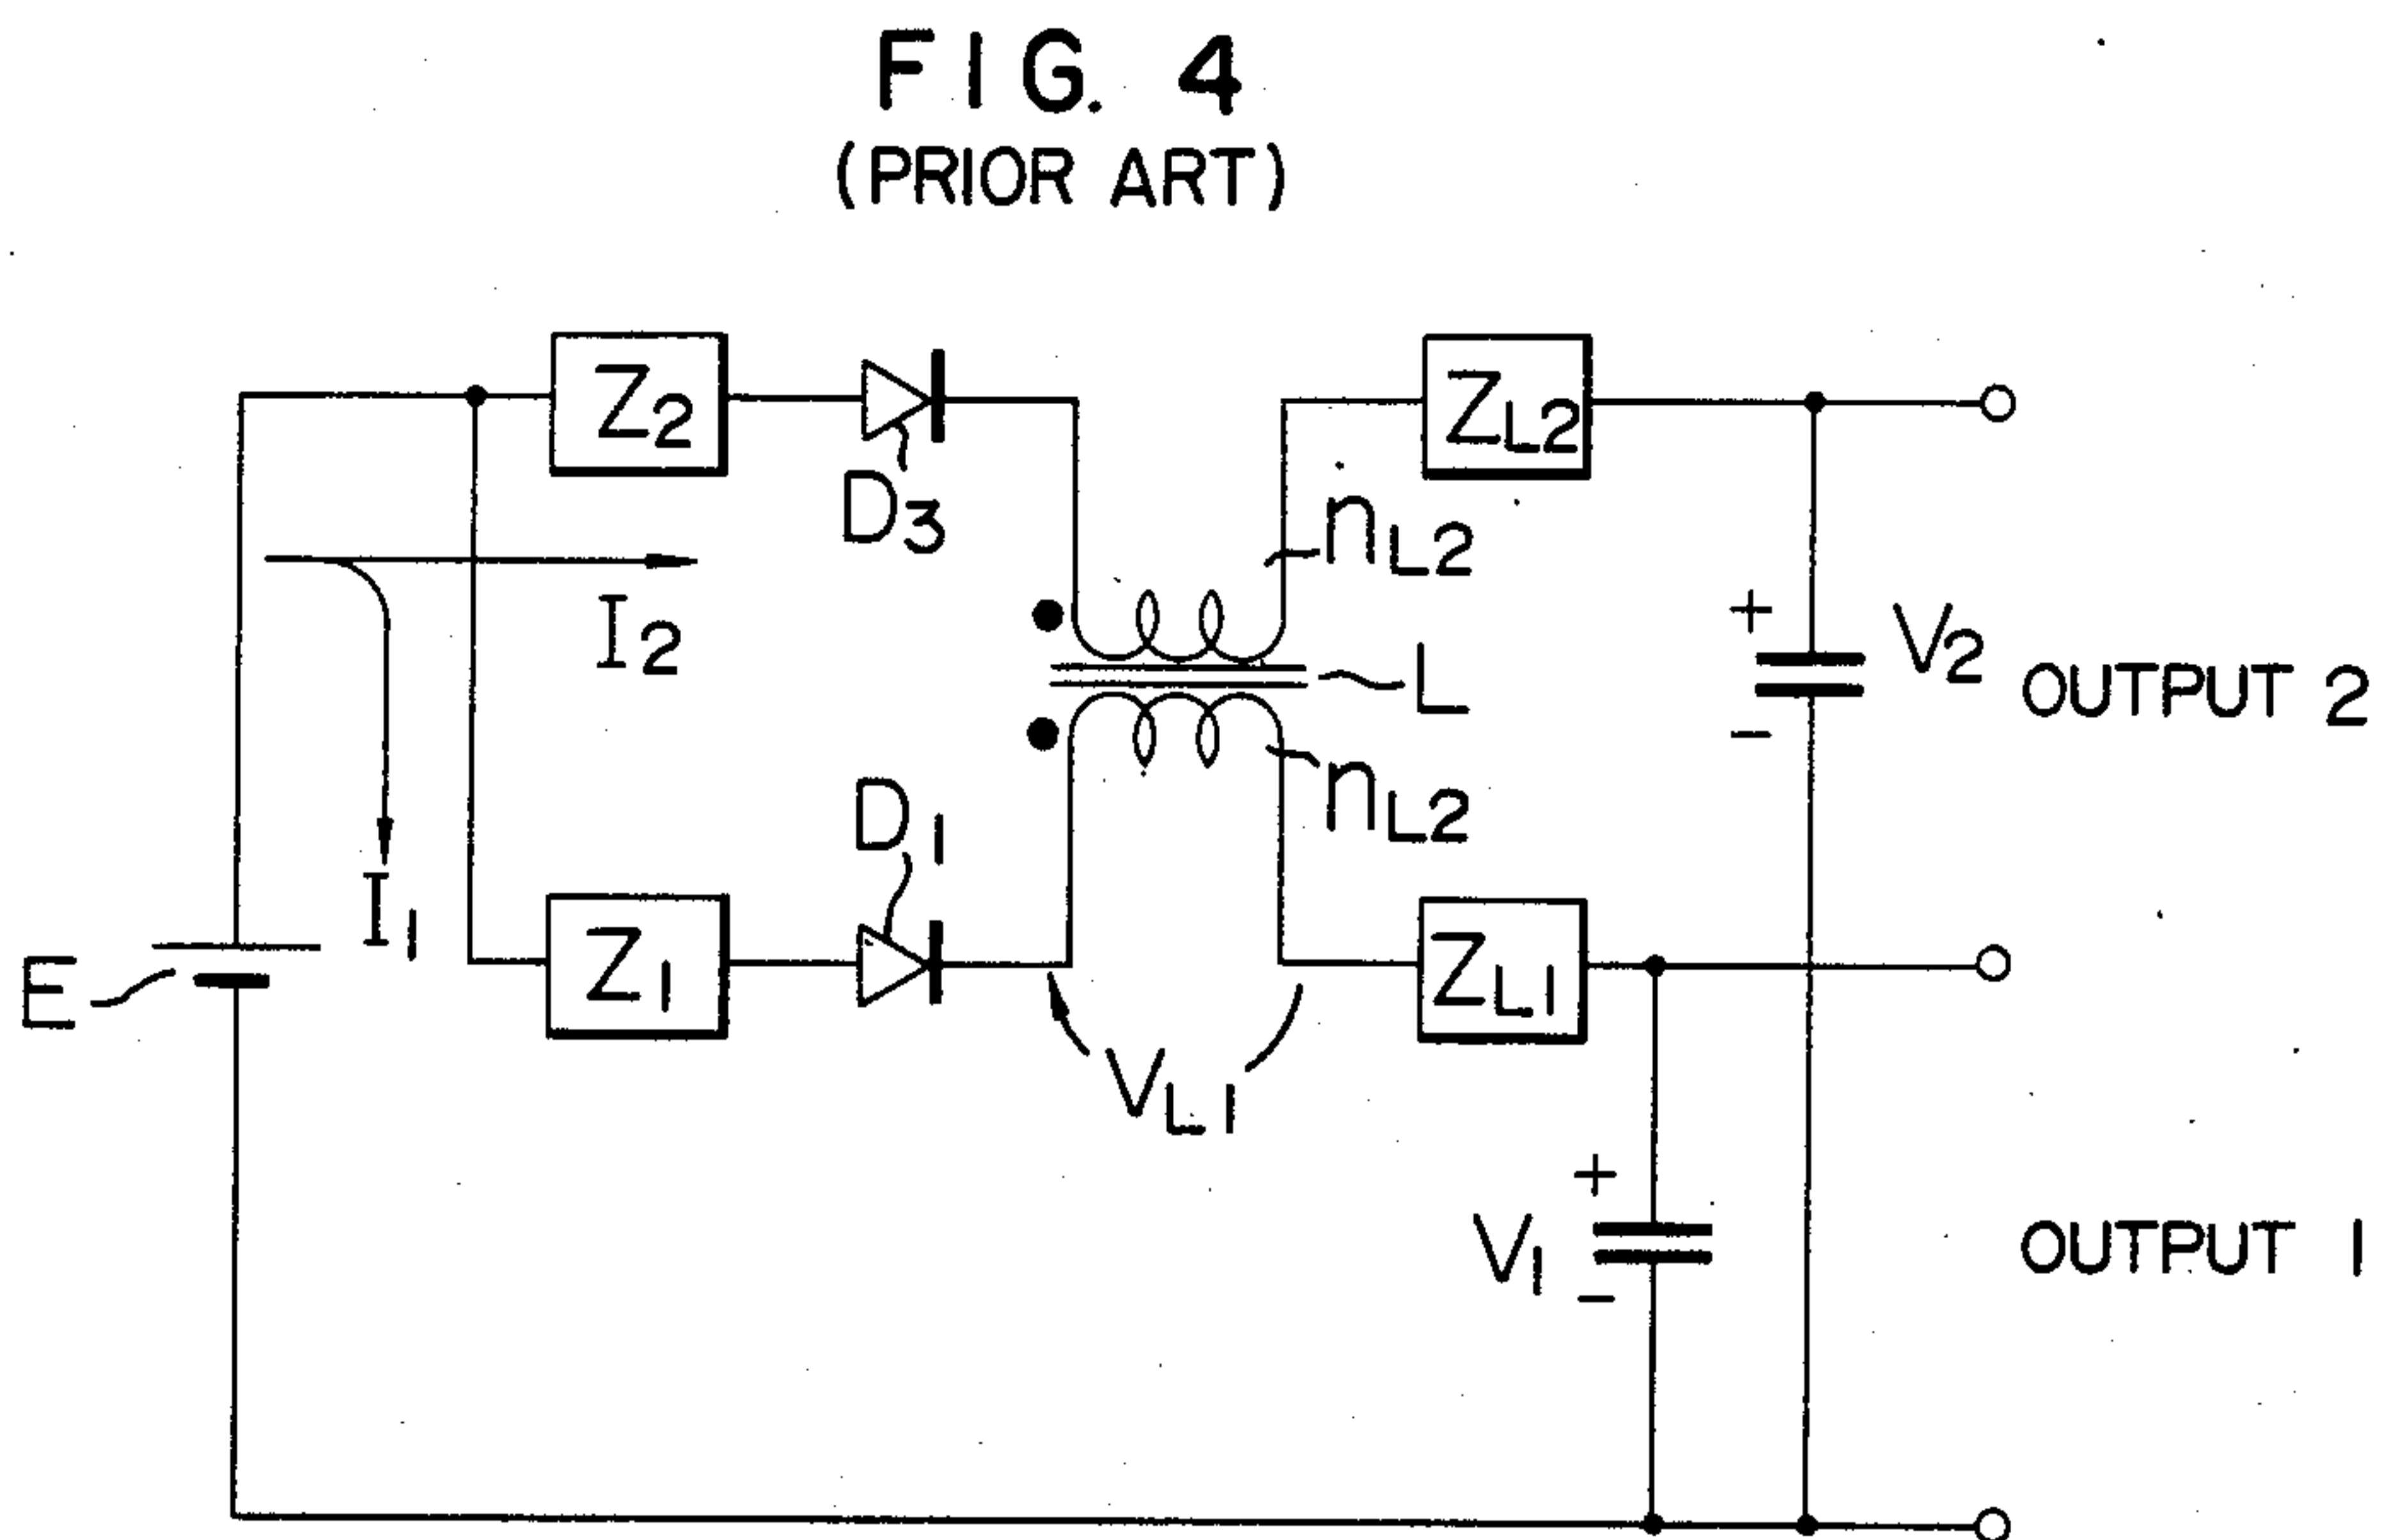 FIG. 4
(PRIOR ART)
Z2
ZL2
D3
nL2
I2
L
+
V2
OUTPUT 2
-
nL2
D1
I1
E
Z1
ZL1
VL1
+
V1
OUTPUT 1
-